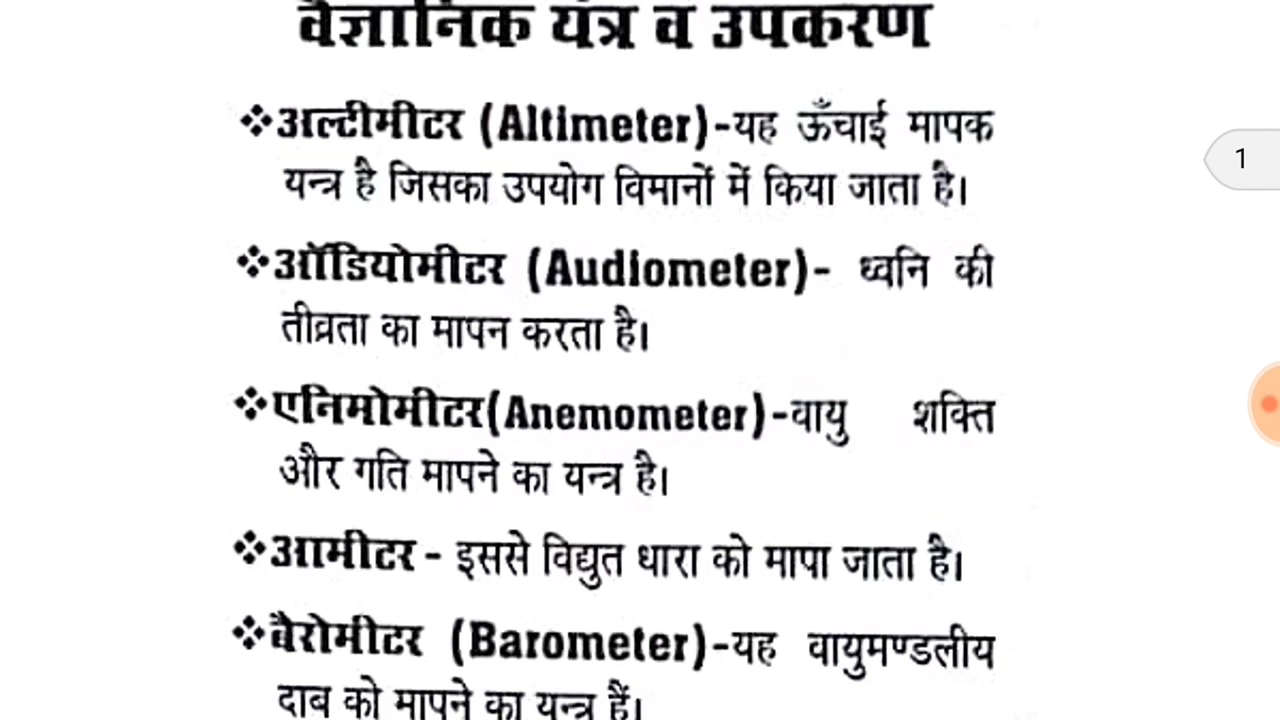 वैज्ञानिक यंत्र व उपकरण
❖अल्टीमीटर (Altimeter)-यह ऊँचाई मापक
यन्त्र है जिसका उपयोग विमानों में किया जाता है।
1
❖ऑडियोमीटर (Audiometer)- ध्वनि की
तीव्रता का मापन करता है।
❖एनिमोमीटर(Anemometer)-वायु शक्ति
और गति मापने का यन्त्र है।
❖आमीटर - इससे विद्युत धारा को मापा जाता है।
❖बैरोमीटर (Barometer)-यह वायुमण्डलीय
दाब को मापने का यन्त्र हैं।